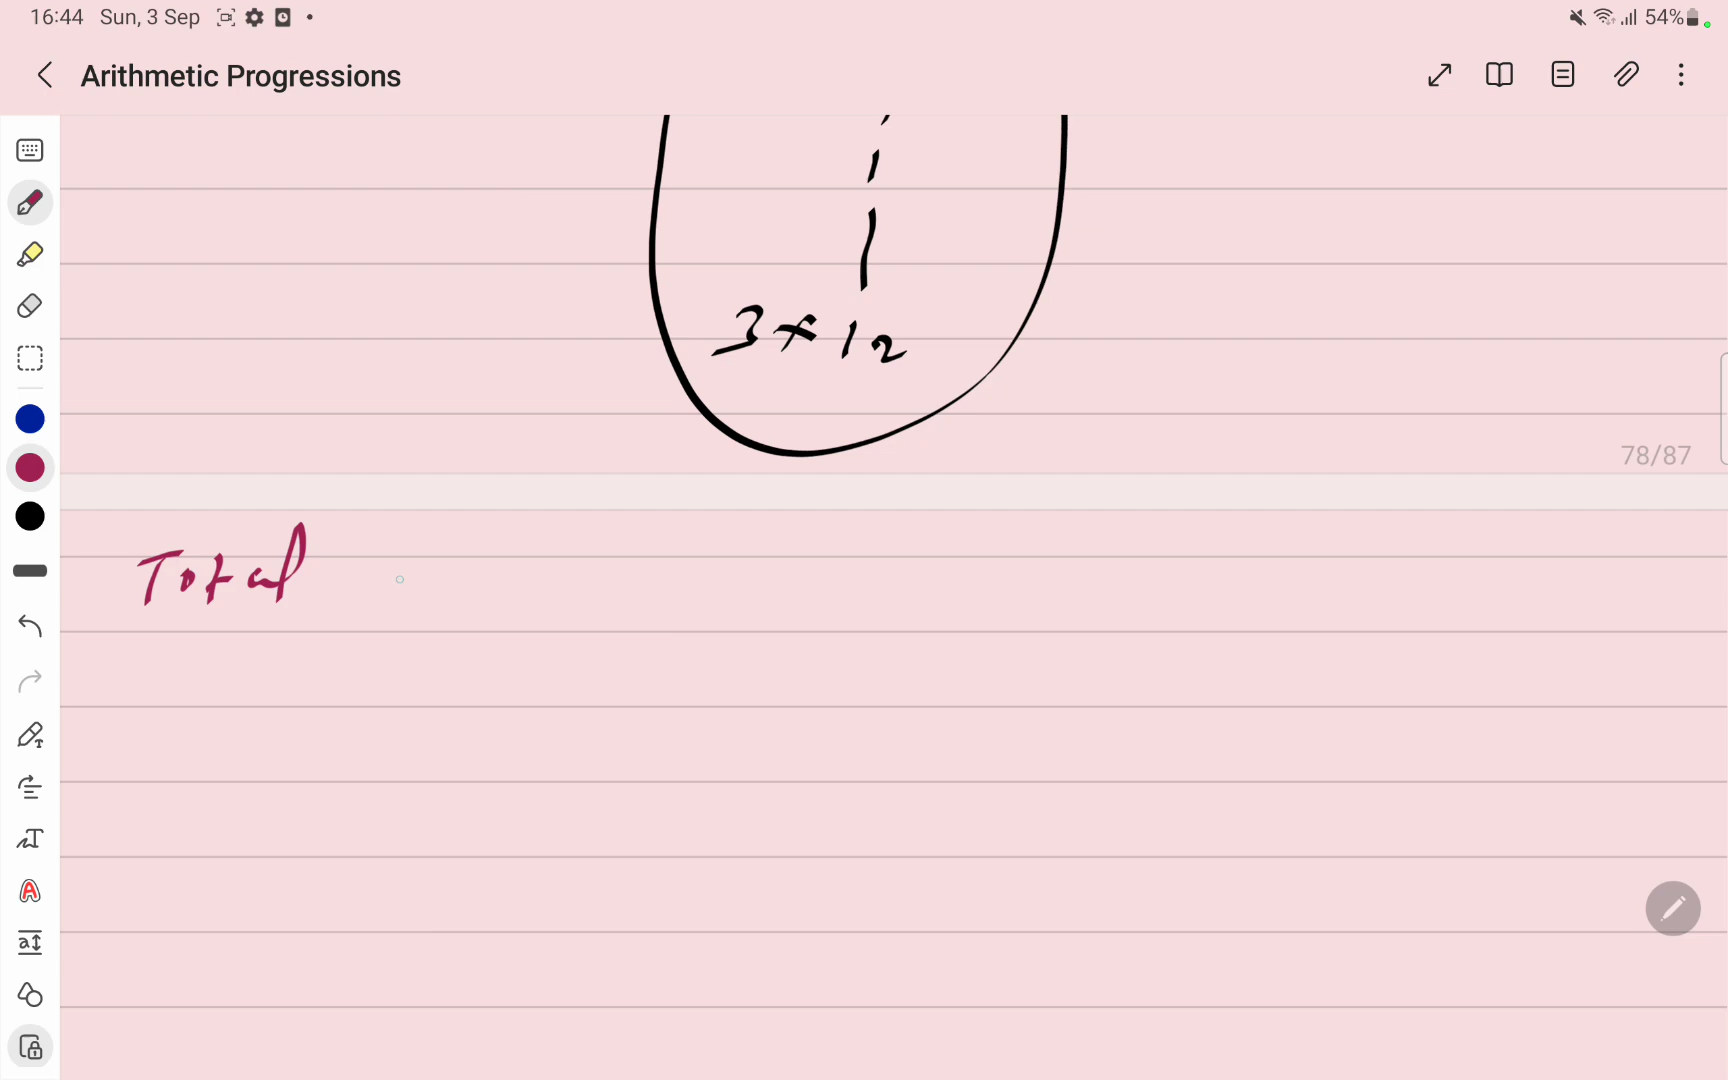 16:44 Sun, 3 Sep 54%
Arithmetic Progressions
3 × 12
78/87
Total